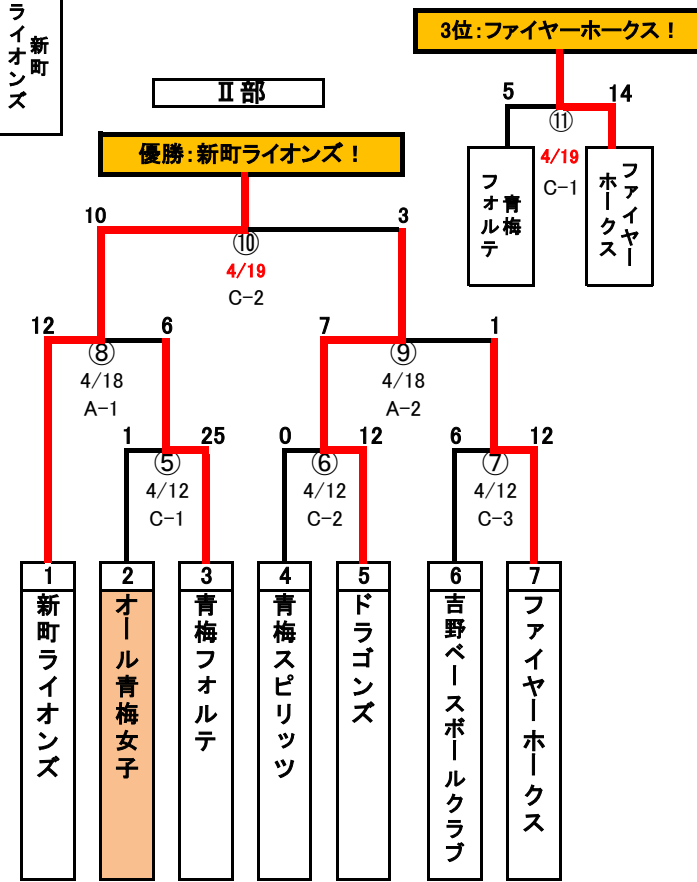 新町
ライオンズ
3位:ファイヤーホークス！
5
14
⑪
4/19
C-1
青梅
フォルテ
ファイヤー
ホークス
Ⅱ部
優勝:新町ライオンズ！
10
3
⑩
4/19
C-2
12
6
7
1
⑧
4/18
A-1
⑨
4/18
A-2
1
25
0
12
6
12
⑤
4/12
C-1
⑥
4/12
C-2
⑦
4/12
C-3
1
新町ライオンズ
2
オール青梅女子
3
青梅フォルテ
4
青梅スピリッツ
5
ドラゴンズ
6
吉野ベースボールクラブ
7
ファイヤーホークス